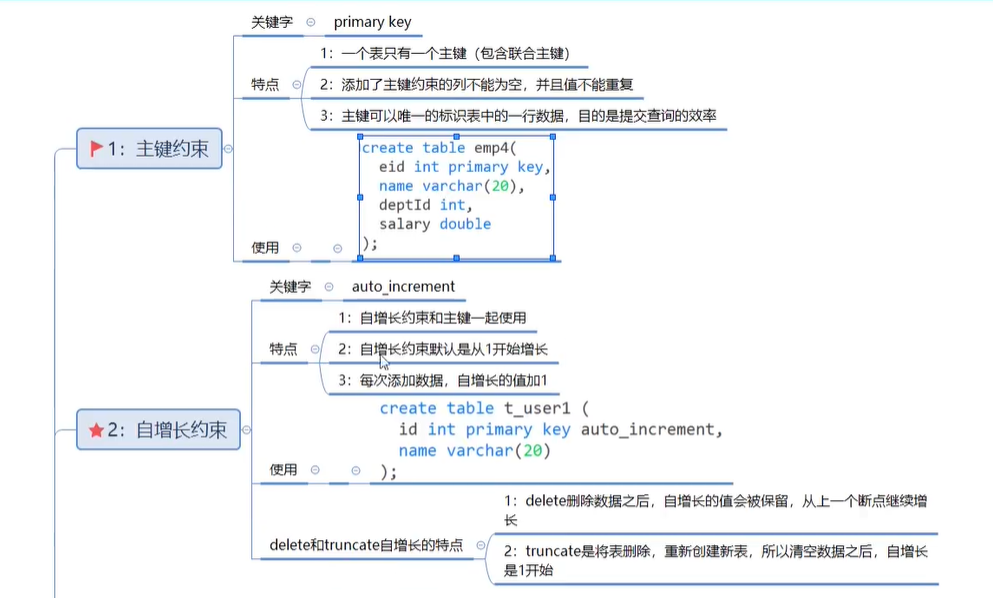 关键字
primary key
1：一个表只有一个主键（包含联合主键）
特点
2：添加了主键约束的列不能为空，并且值不能重复
3：主键可以唯一的标识表中的一行数据，目的是提交查询的效率
1：主键约束
create table emp4(
eid int primary key,
name varchar(20),
deptId int,
salary double
);
使用
关键字
auto_increment
1：自增长约束和主键一起使用
特点
2：自增长约束默认是从1开始增长
3：每次添加数据，自增长的值加1
2：自增长约束
create table t_user1 (
id int primary key auto_increment,
name varchar(20)
);
使用
1：delete删除数据之后，自增长的值会被保留，从上一个断点继续增
长
delete和truncate自增长的特点
2：truncate是将表删除，重新创建新表，所以清空数据之后，自增长
是1开始